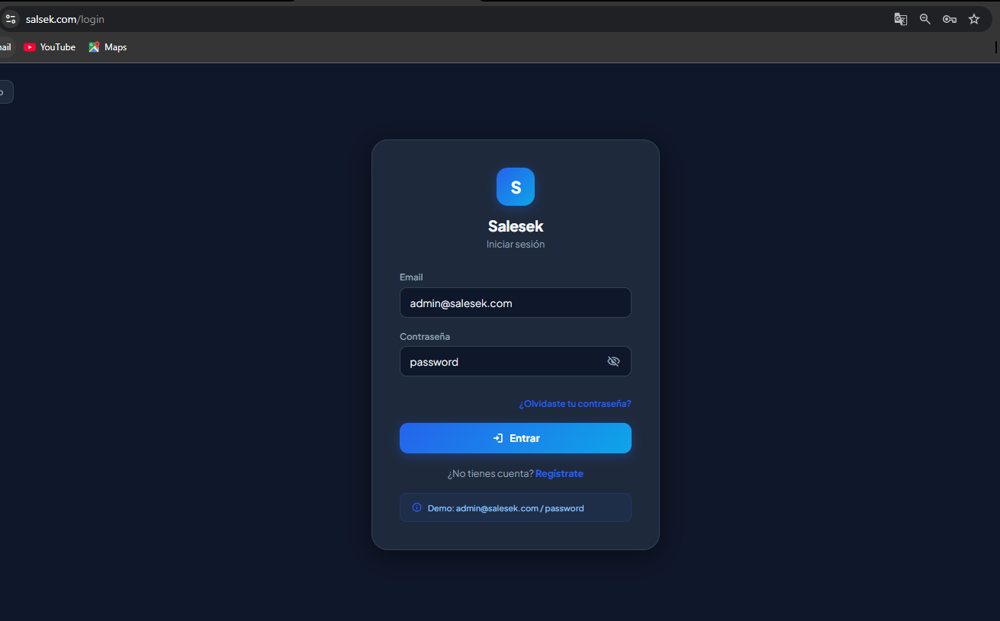 salsek.com/login
YouTube
Maps
S
Salesek
Iniciar sesión
Email
admin@salesek.com
Contraseña
password
¿Olvidaste tu contraseña?
Entrar
¿No tienes cuenta? Regístrate
Demo: admin@salesek.com / password